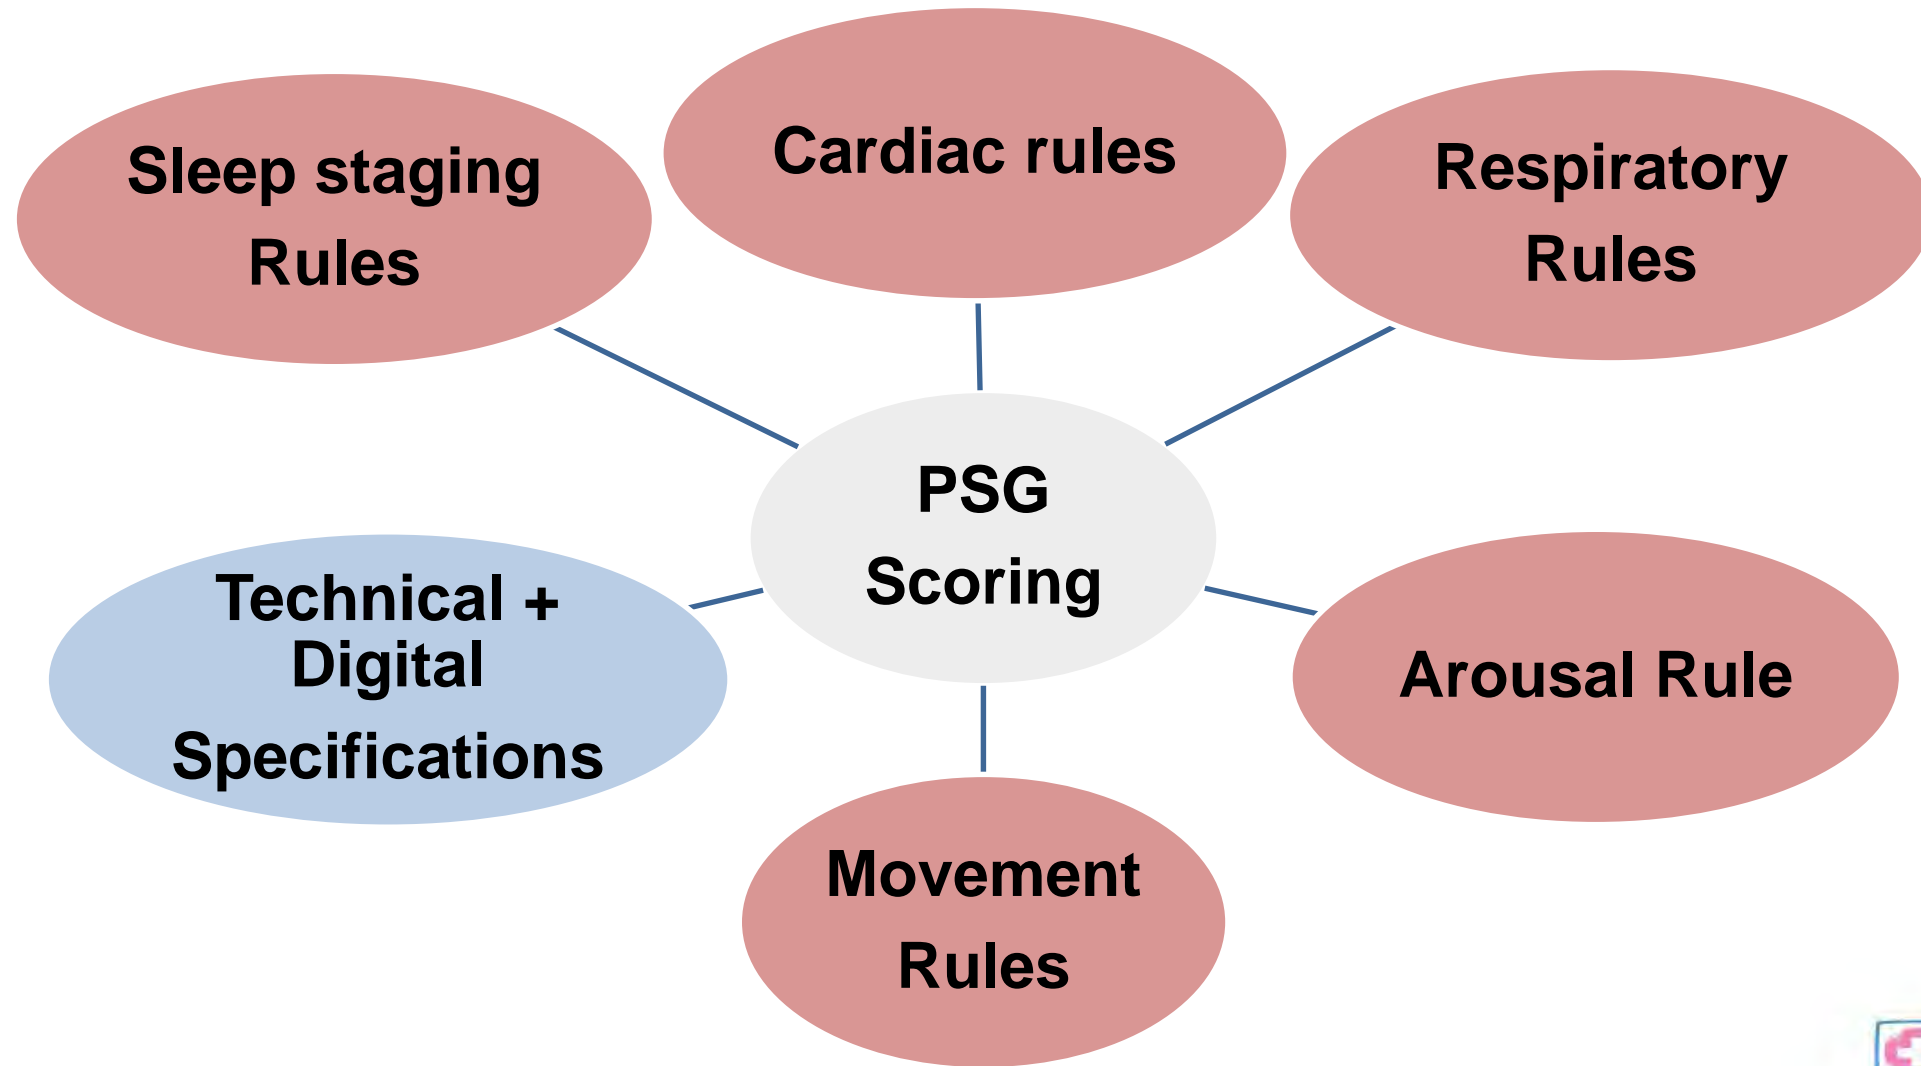 Sleep staging
Rules
Cardiac rules
Respiratory
Rules
PSG
Scoring
Technical +
Digital
Specifications
Arousal Rule
Movement
Rules